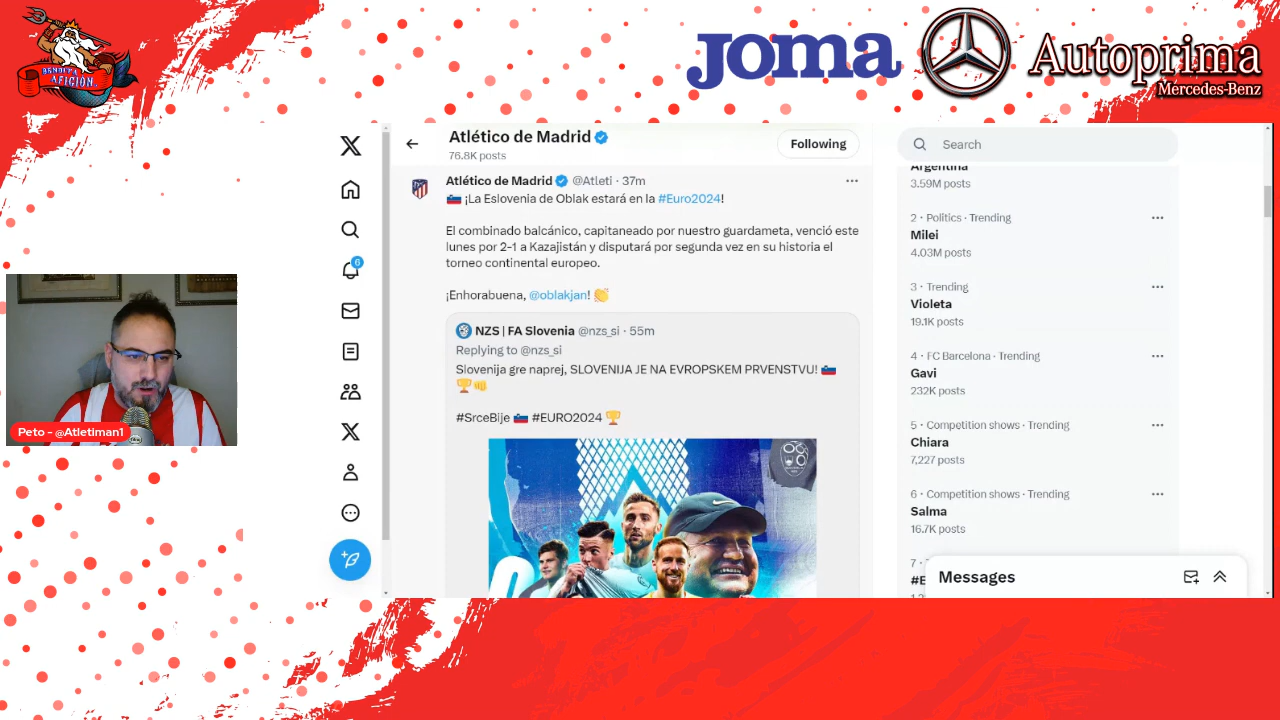 BENDITA
AFICIÓN
JOMA
Autoprima
Mercedes-Benz
Atlético de Madrid
76.8K posts
Following
Search
Atlético de Madrid @Atleti · 37m
🇸🇮 ¡La Eslovenia de Oblak estará en la #Euro2024!
El combinado balcánico, capitaneado por nuestro guardameta, venció este
lunes por 2-1 a Kazajistán y disputará por segunda vez en su historia el
torneo continental europeo.
¡Enhorabuena, @oblakjan! 👏
NZS | FA Slovenia @nzs_si · 55m
Replying to @nzs_si
Slovenija gre naprej, SLOVENIJA JE NA EVROPSKEM PRVENSTVU! 🇸🇮
🏆👊
#SrceBije 🇸🇮 #EURO2024 🏆
Argentina
3.59M posts
2 · Politics · Trending
Milei
4.03M posts
3 · Trending
Violeta
19.1K posts
4 · FC Barcelona · Trending
Gavi
232K posts
5 · Competition shows · Trending
Chiara
7,227 posts
6 · Competition shows · Trending
Salma
16.7K posts
7 ·
#E
Messages
6
Peto - @Atletiman1